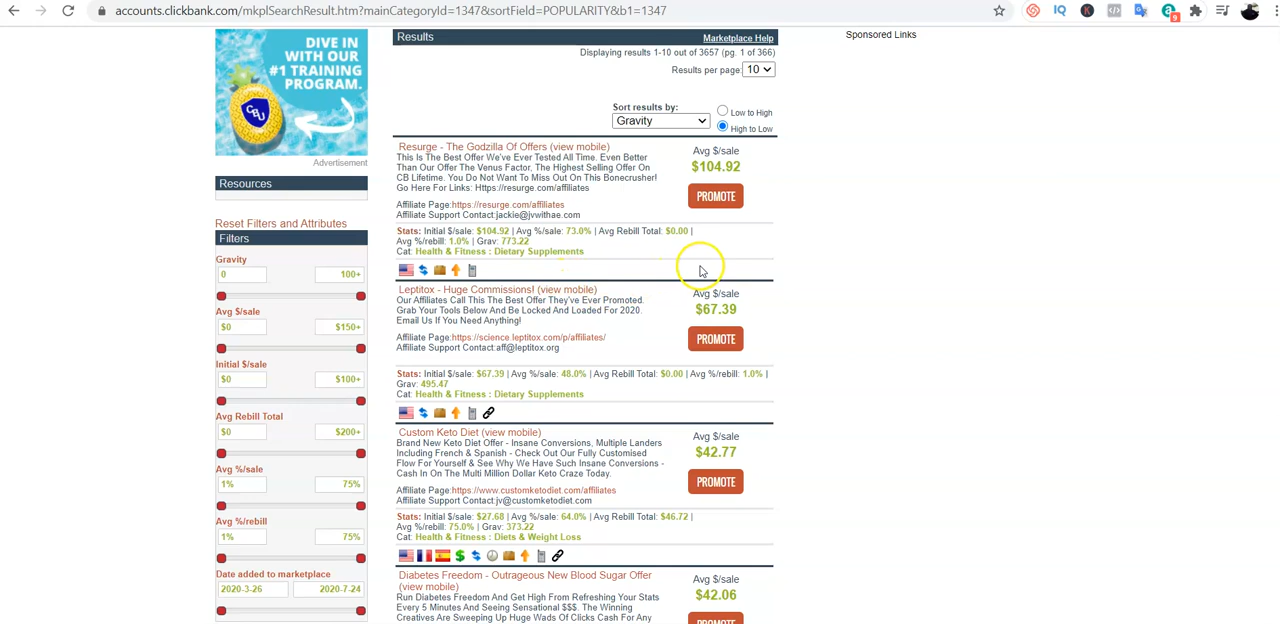 accounts.clickbank.com/mkplSearchResult.htm?mainCategoryId=1347&sortField=POPULARITY&b1=1347
IQ
K
9
DIVE IN
WITH OUR
#1 TRAINING
PROGRAM.
CBU
Advertisement
Resources
Reset Filters and Attributes
Filters
Gravity
0 100+
Avg $/sale
$0 $150+
Initial $/sale
$0 $100+
Avg Rebill Total
$0 $200+
Avg %/sale
1% 75%
Avg %/rebill
1% 75%
Date added to marketplace
2020-3-26 2020-7-24
Results Marketplace Help
Displaying results 1-10 out of 3657 (pg. 1 of 366)
Results per page: 10
Sort results by:
Gravity
Low to High
High to Low
Resurge - The Godzilla Of Offers (view mobile)
This Is The Best Offer We've Ever Tested All Time. Even Better
Than Our Offer The Venus Factor, The Highest Selling Offer On
CB Lifetime. You Do Not Want To Miss Out On This Bonecrusher!
Go Here For Links: Https://resurge.com/affiliates
Affiliate Page:https://resurge.com/affiliates
Affiliate Support Contact:jackie@jvwithae.com
Avg $/sale
$104.92
PROMOTE
Stats: Initial $/sale: $104.92 | Avg %/sale: 73.0% | Avg Rebill Total: $0.00 |
Avg %/rebill: 1.0% | Grav: 773.22
Cat: Health & Fitness : Dietary Supplements
Leptitox - Huge Commissions! (view mobile)
Our Affiliates Call This The Best Offer They've Ever Promoted.
Grab Your Tools Below And Be Locked And Loaded For 2020.
Email Us If You Need Anything!
Affiliate Page:https://science.leptitox.com/p/affiliates/
Affiliate Support Contact:aff@leptitox.org
Avg $/sale
$67.39
PROMOTE
Stats: Initial $/sale: $67.39 | Avg %/sale: 48.0% | Avg Rebill Total: $0.00 | Avg %/rebill: 1.0% |
Grav: 495.47
Cat: Health & Fitness : Dietary Supplements
Custom Keto Diet (view mobile)
Brand New Keto Diet Offer - Insane Conversions, Multiple Landers
Including French & Spanish - Check Out Our Fully Customised
Flow For Yourself & See Why We Have Such Insane Conversions -
Cash In On The Multi Million Dollar Keto Craze Today.
Affiliate Page:https://www.customketodiet.com/affiliates
Affiliate Support Contact:jv@customketodiet.com
Avg $/sale
$42.77
PROMOTE
Stats: Initial $/sale: $27.68 | Avg %/sale: 64.0% | Avg Rebill Total: $46.72 |
Avg %/rebill: 75.0% | Grav: 373.22
Cat: Health & Fitness : Diets & Weight Loss
Diabetes Freedom - Outrageous New Blood Sugar Offer
(view mobile)
Run Diabetes Freedom And Get High From Refreshing Your Stats
Every 5 Minutes And Seeing Sensational $$$. The Winning
Creatives Are Sweeping Up Huge Wads Of Clicks Cash For Any
Avg $/sale
$42.06
PROMOTE
Sponsored Links